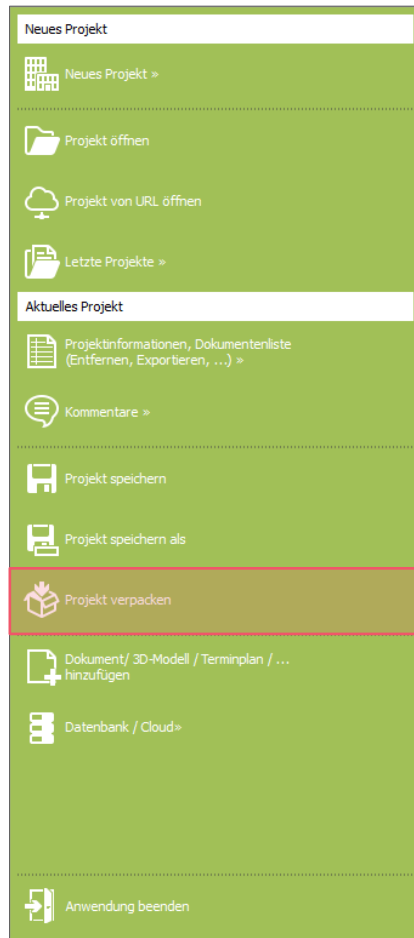 Neues Projekt
Neues Projekt »
Projekt öffnen
Projekt von URL öffnen
Letzte Projekte »
Aktuelles Projekt
Projektinformationen, Dokumentenliste
(Entfernen, Exportieren, ...) »
Kommentare »
Projekt speichern
Projekt speichern als
Projekt verpacken
Dokument/ 3D-Modell / Terminplan / ...
hinzufügen
Datenbank / Cloud»
Anwendung beenden